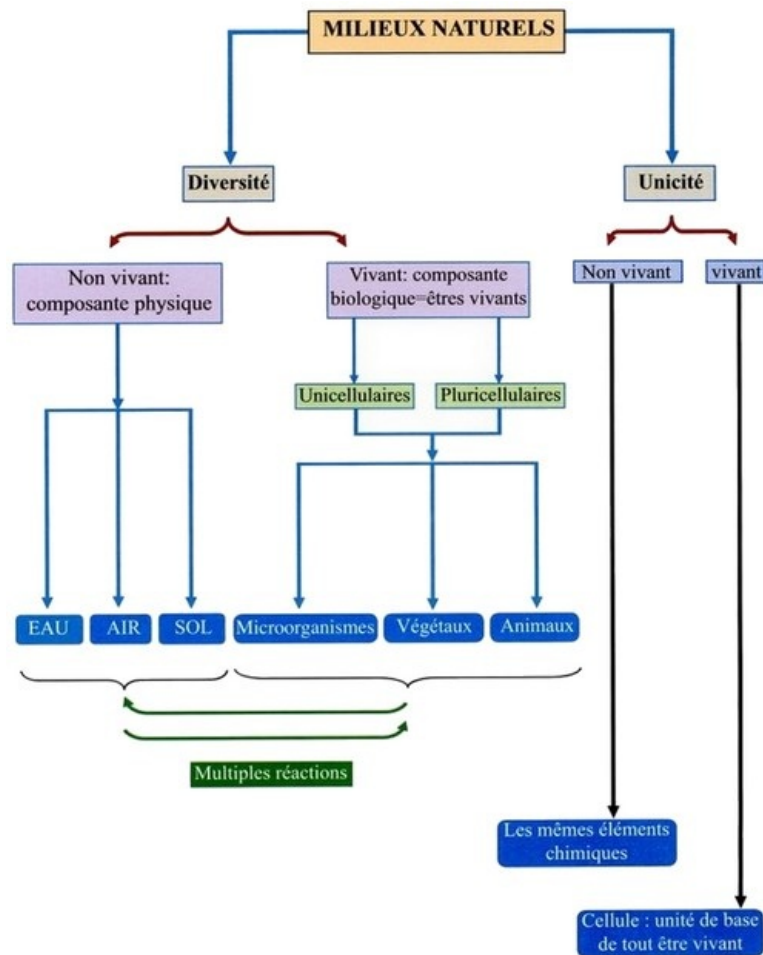 MILIEUX NATURELS
Diversité
Unicité
Non vivant:
composante physique
Vivant: composante
biologique=êtres vivants
Non vivant
vivant
Unicellulaires
Pluricellulaires
EAU
AIR
SOL
Microorganismes
Végétaux
Animaux
Multiples réactions
Les mêmes éléments
chimiques
Cellule : unité de base
de tout être vivant